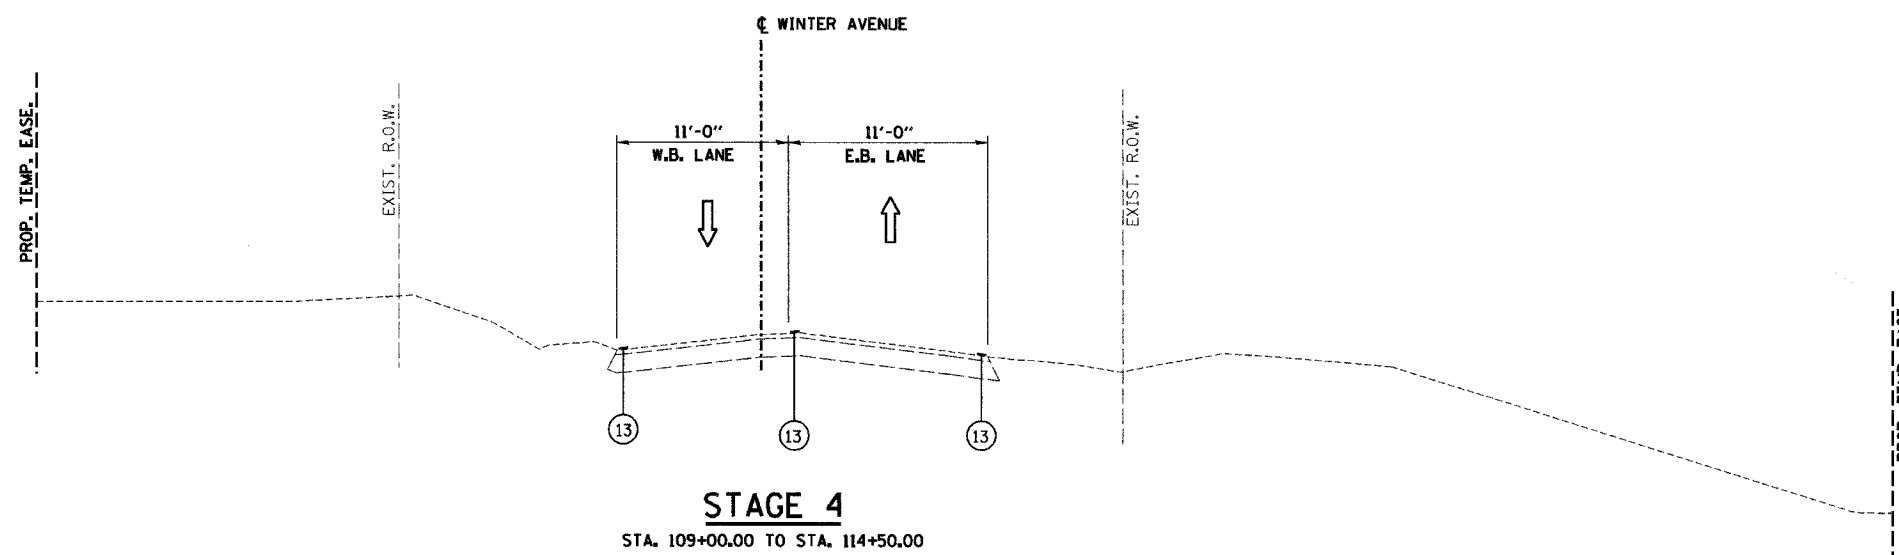 ℄ WINTER AVENUE
PROP. TEMP. EASE.
EXIST. R.O.W.
11'-0"
W.B. LANE
11'-0"
E.B. LANE
EXIST. R.O.W.
13
13
13
STAGE 4
STA. 109+00.00 TO STA. 114+50.00